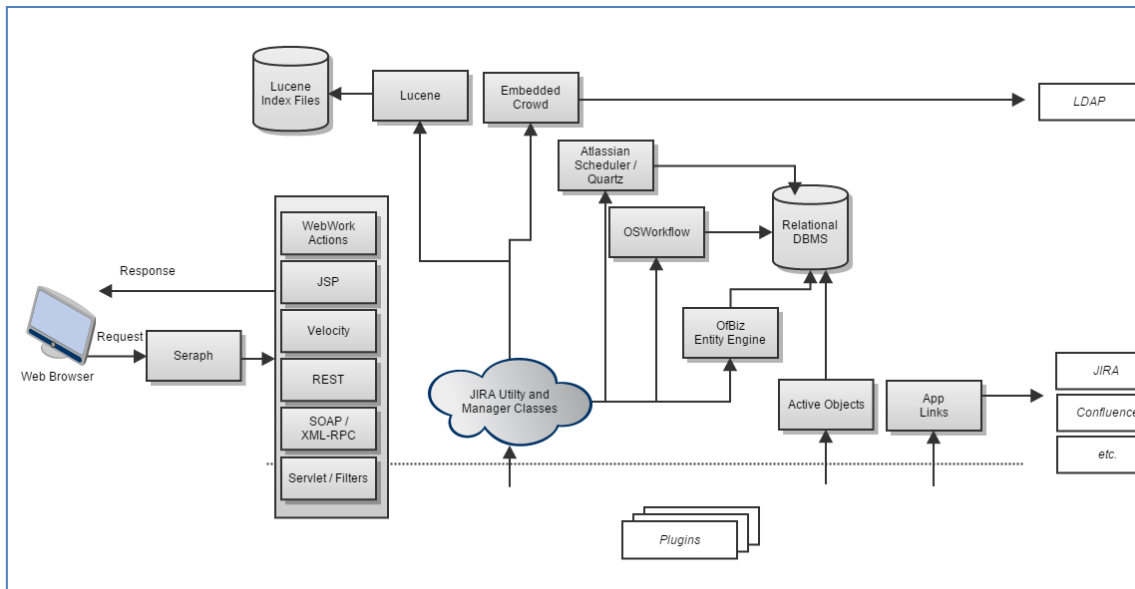 Lucene
Index Files
Lucene
Embedded
Crowd
LDAP
Atlassian
Scheduler /
Quartz
OSWorkflow
Relational
DBMS
WebWork
Actions
JSP
Velocity
REST
SOAP /
XML-RPC
Servlet / Filters
Response
Request
Web Browser
Seraph
OfBiz
Entity Engine
JIRA Utilty and
Manager Classes
Active Objects
App
Links
JIRA
Confluence
etc.
Plugins